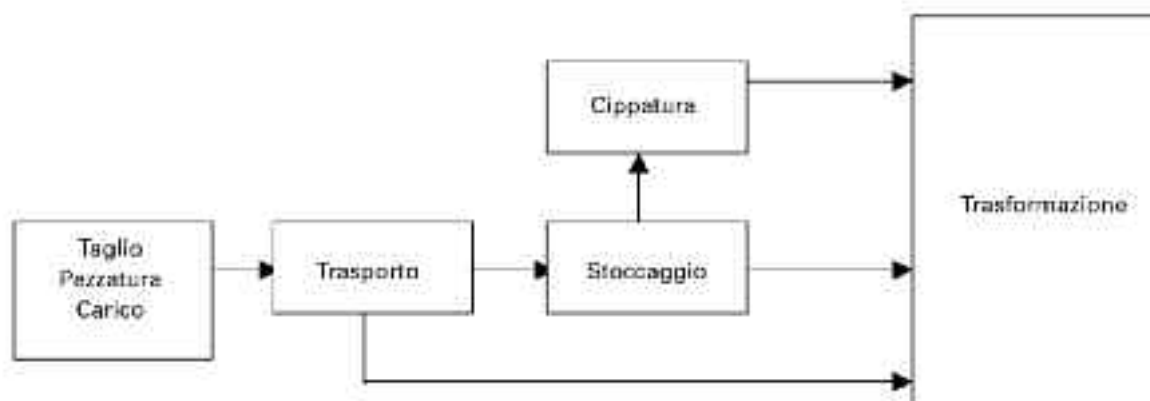 Cippatura
Trasformazione
Taglio
Pezzatura
Carico
Trasporto
Stoccaggio